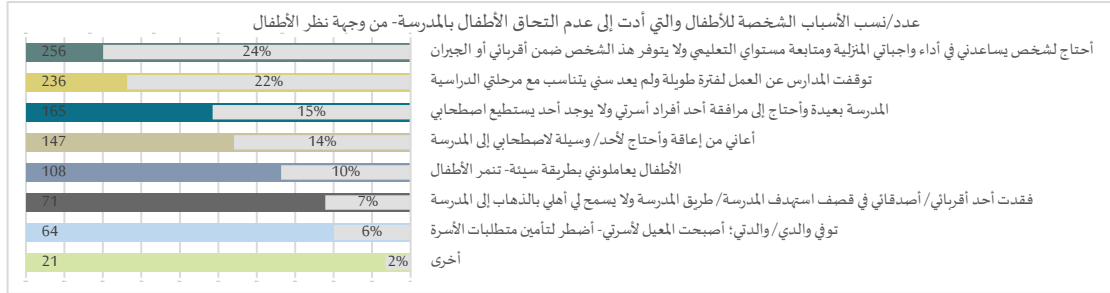 عدد/نسب الأسباب الشخصة للأطفال والتي أدت إلى عدم التحاق الأطفال بالمدرسة- من وجهة نظر الأطفال
أحتاج لشخص يساعدني في أداء واجباتي المنزلية ومتابعة مستواي التعليمي ولا يتوفر هذ الشخص ضمن أقربائي أو الجيران 24% 256
توقفت المدارس عن العمل لفترة طويلة ولم يعد سني يتناسب مع مرحلتي الدراسية 22% 236
المدرسة بعيدة وأحتاج إلى مرافقة أحد أفراد أسرتي ولا يوجد أحد يستطيع اصطحابي 15% 165
أعاني من إعاقة وأحتاج لأحد/ وسيلة لاصطحابي إلى المدرسة 14% 147
الأطفال يعاملونني بطريقة سيئة- تنمر الأطفال 10% 108
فقدت أحد أقربائي/ أصدقائي في قصف استهدف المدرسة/ طريق المدرسة ولا يسمح لي أهلي بالذهاب إلى المدرسة 7% 71
توفي والدي/ والدتي؛ أصبحت المعيل لأسرتي- أضطر لتأمين متطلبات الأسرة 6% 64
أخرى 2% 21